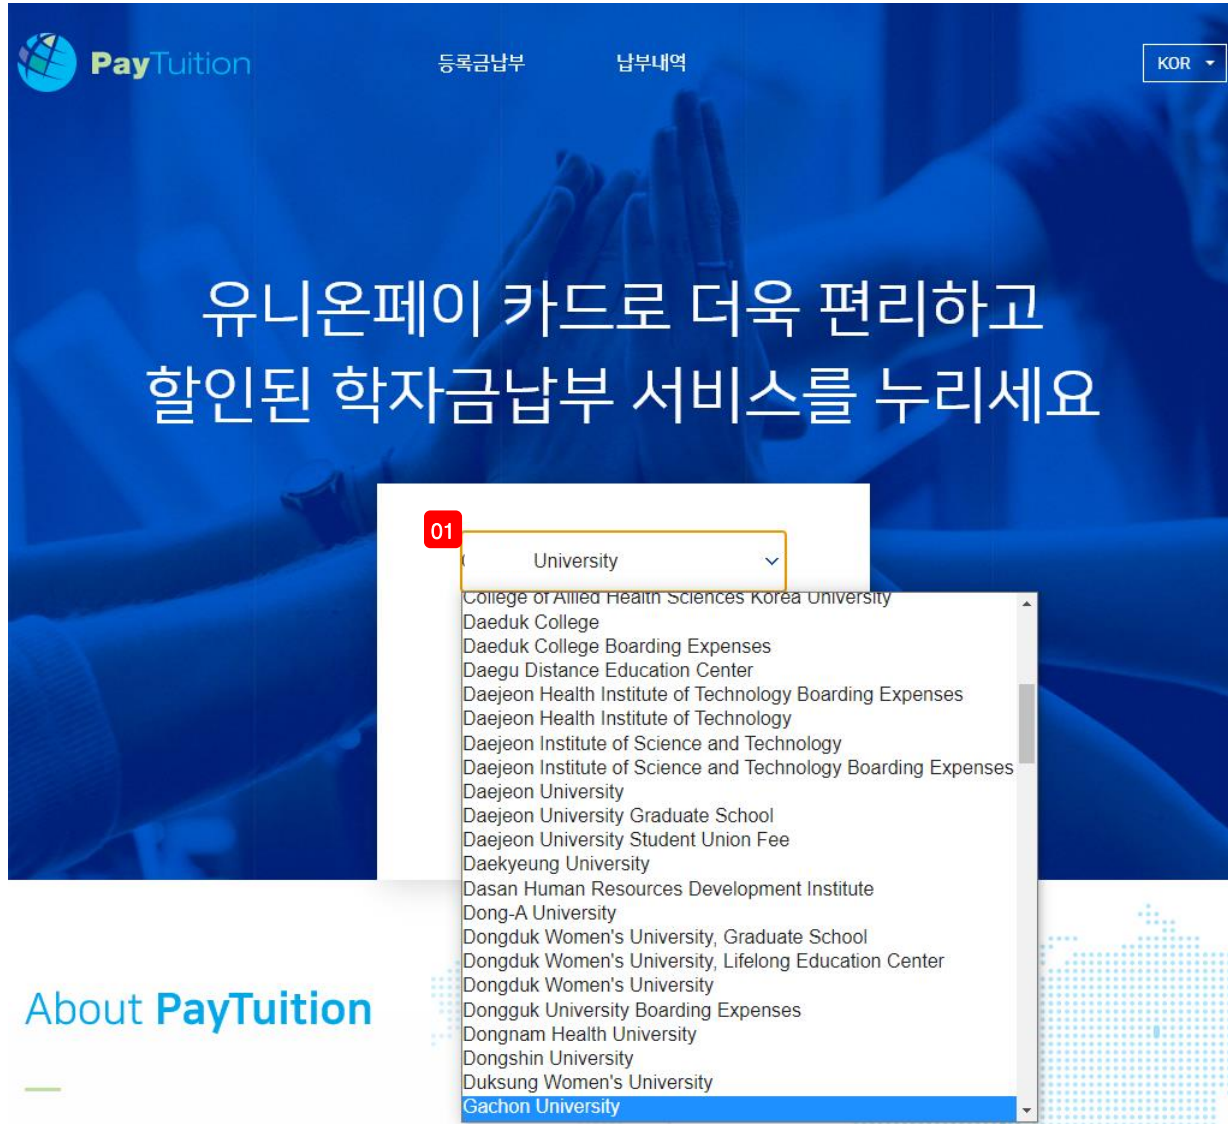 PayTuition
등록금납부
납부내역
KOR
유니온페이 카드로 더욱 편리하고
할인된 학자금납부 서비스를 누리세요
01
University
College of Allied Health Sciences Korea University
Daeduk College
Daeduk College Boarding Expenses
Daegu Distance Education Center
Daejeon Health Institute of Technology Boarding Expenses
Daejeon Health Institute of Technology
Daejeon Institute of Science and Technology
Daejeon Institute of Science and Technology Boarding Expenses
Daejeon University
Daejeon University Graduate School
Daejeon University Student Union Fee
Daekyeung University
Dasan Human Resources Development Institute
Dong-A University
Dongduk Women's University, Graduate School
Dongduk Women's University, Lifelong Education Center
Dongduk Women's University
Dongguk University Boarding Expenses
Dongnam Health University
Dongshin University
Duksung Women's University
Gachon University
About PayTuition